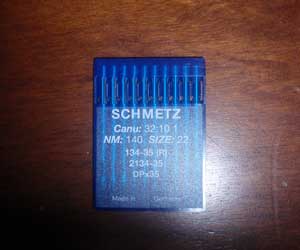 SCHMETZ
Canu: 32:10 1
NM: 140 SIZE: 22
134-35 (R)
2134-35
DPx35
Made in Germany